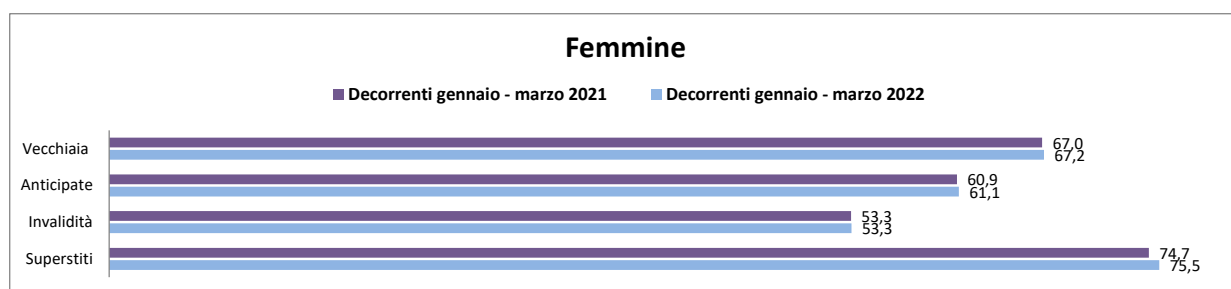 Femmine
Decorrenti gennaio - marzo 2021 Decorrenti gennaio - marzo 2022
Vecchiaia 67,0
67,2
Anticipate 60,9
61,1
Invalidità 53,3
53,3
Superstiti 74,7
75,5